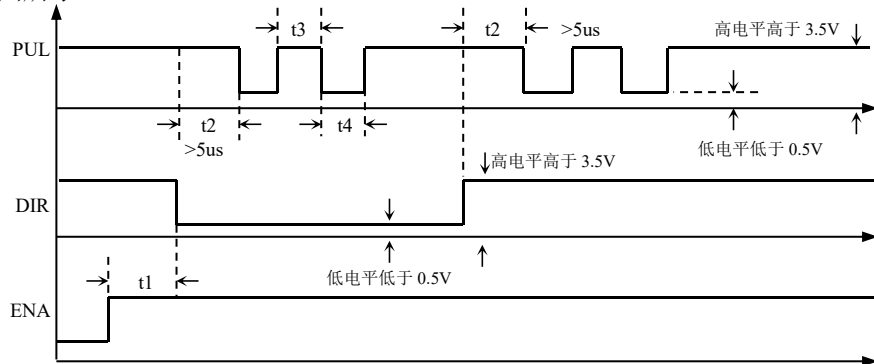 t3
t2
>5us
高电平高于 3.5V
PUL
t2
t4
>5us
低电平低于 0.5V
高电平高于 3.5V
DIR
低电平低于 0.5V
t1
ENA